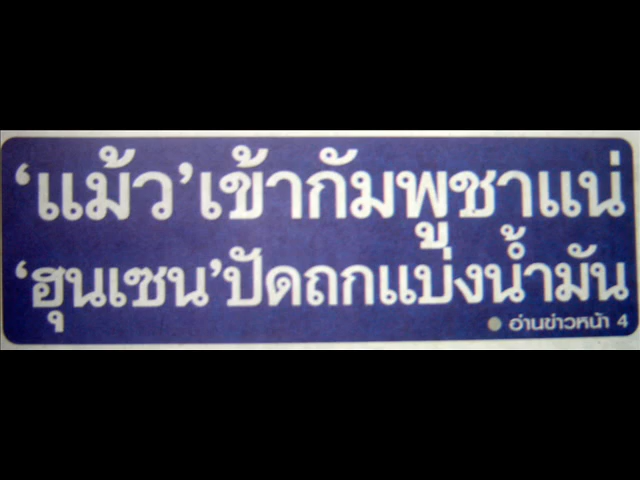 ‘แม้ว’เข้ากัมพูชาแน่
‘ฮุนเซน’ปัดถกแบ่งน้ำมัน
● อ่านข่าวหน้า 4